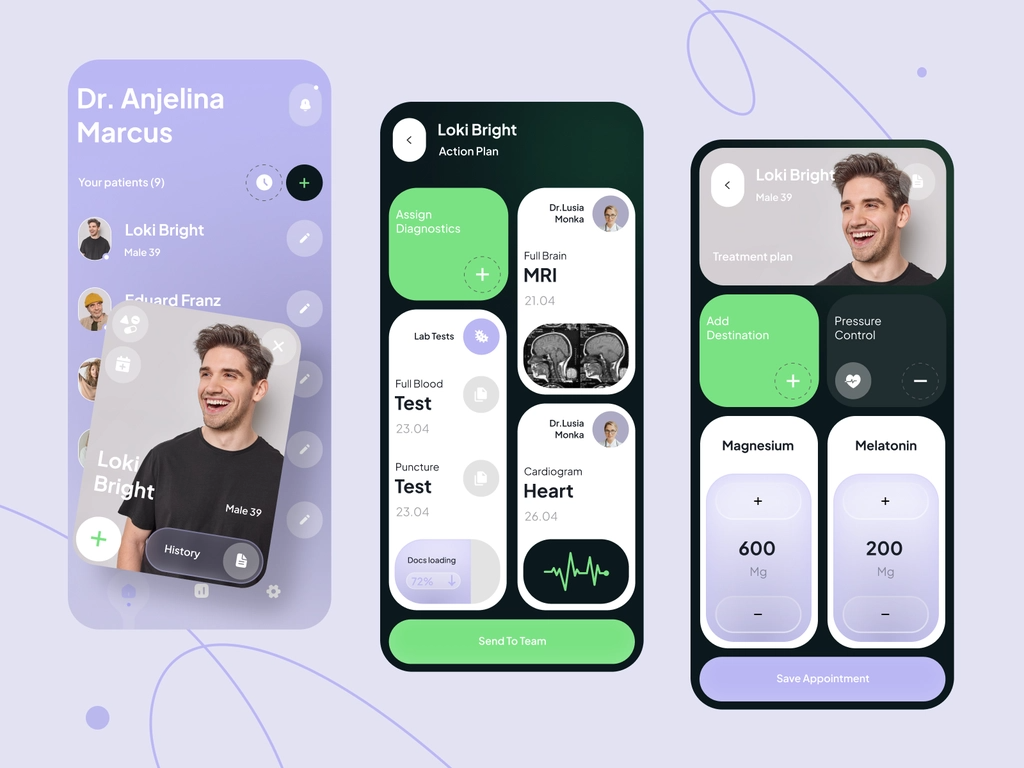 Dr. Anjelina
Marcus
Your patients (9)
Loki Bright
Male 39
Eduard Franz
Loki
Bright
Male 39
History
Loki Bright
Action Plan
Assign
Diagnostics
Lab Tests
Full Blood
Test
23.04
Puncture
Test
23.04
Docs loading
72%
Dr.Lusia
Monka
Full Brain
MRI
21.04
Dr.Lusia
Monka
Cardiogram
Heart
26.04
Send To Team
Loki Bright
Male 39
Treatment plan
Add
Destination
Pressure
Control
Magnesium
+
600
Mg
−
Melatonin
+
200
Mg
−
Save Appointment